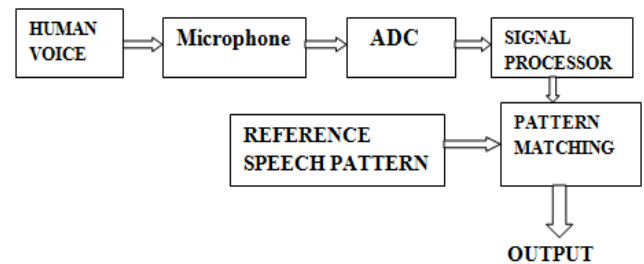 HUMAN
VOICE
Microphone
ADC
SIGNAL
PROCESSOR
REFERENCE
SPEECH PATTERN
PATTERN
MATCHING
OUTPUT